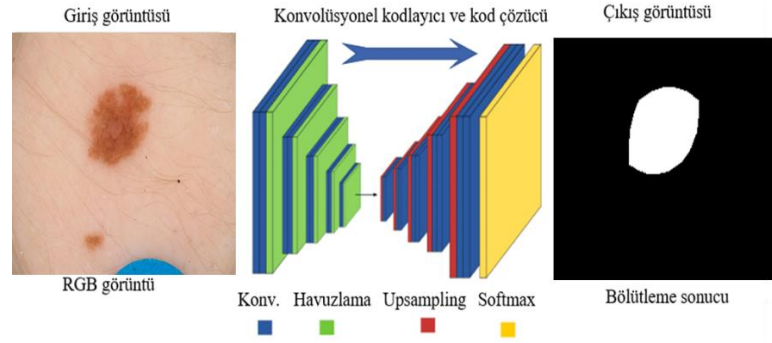 Giriş görüntüsü
Konvolüsyonel kodlayıcı ve kod çözücü
Çıkış görüntüsü
RGB görüntü
Bölütleme sonucu
Konv. Havuzlama Upsampling Softmax